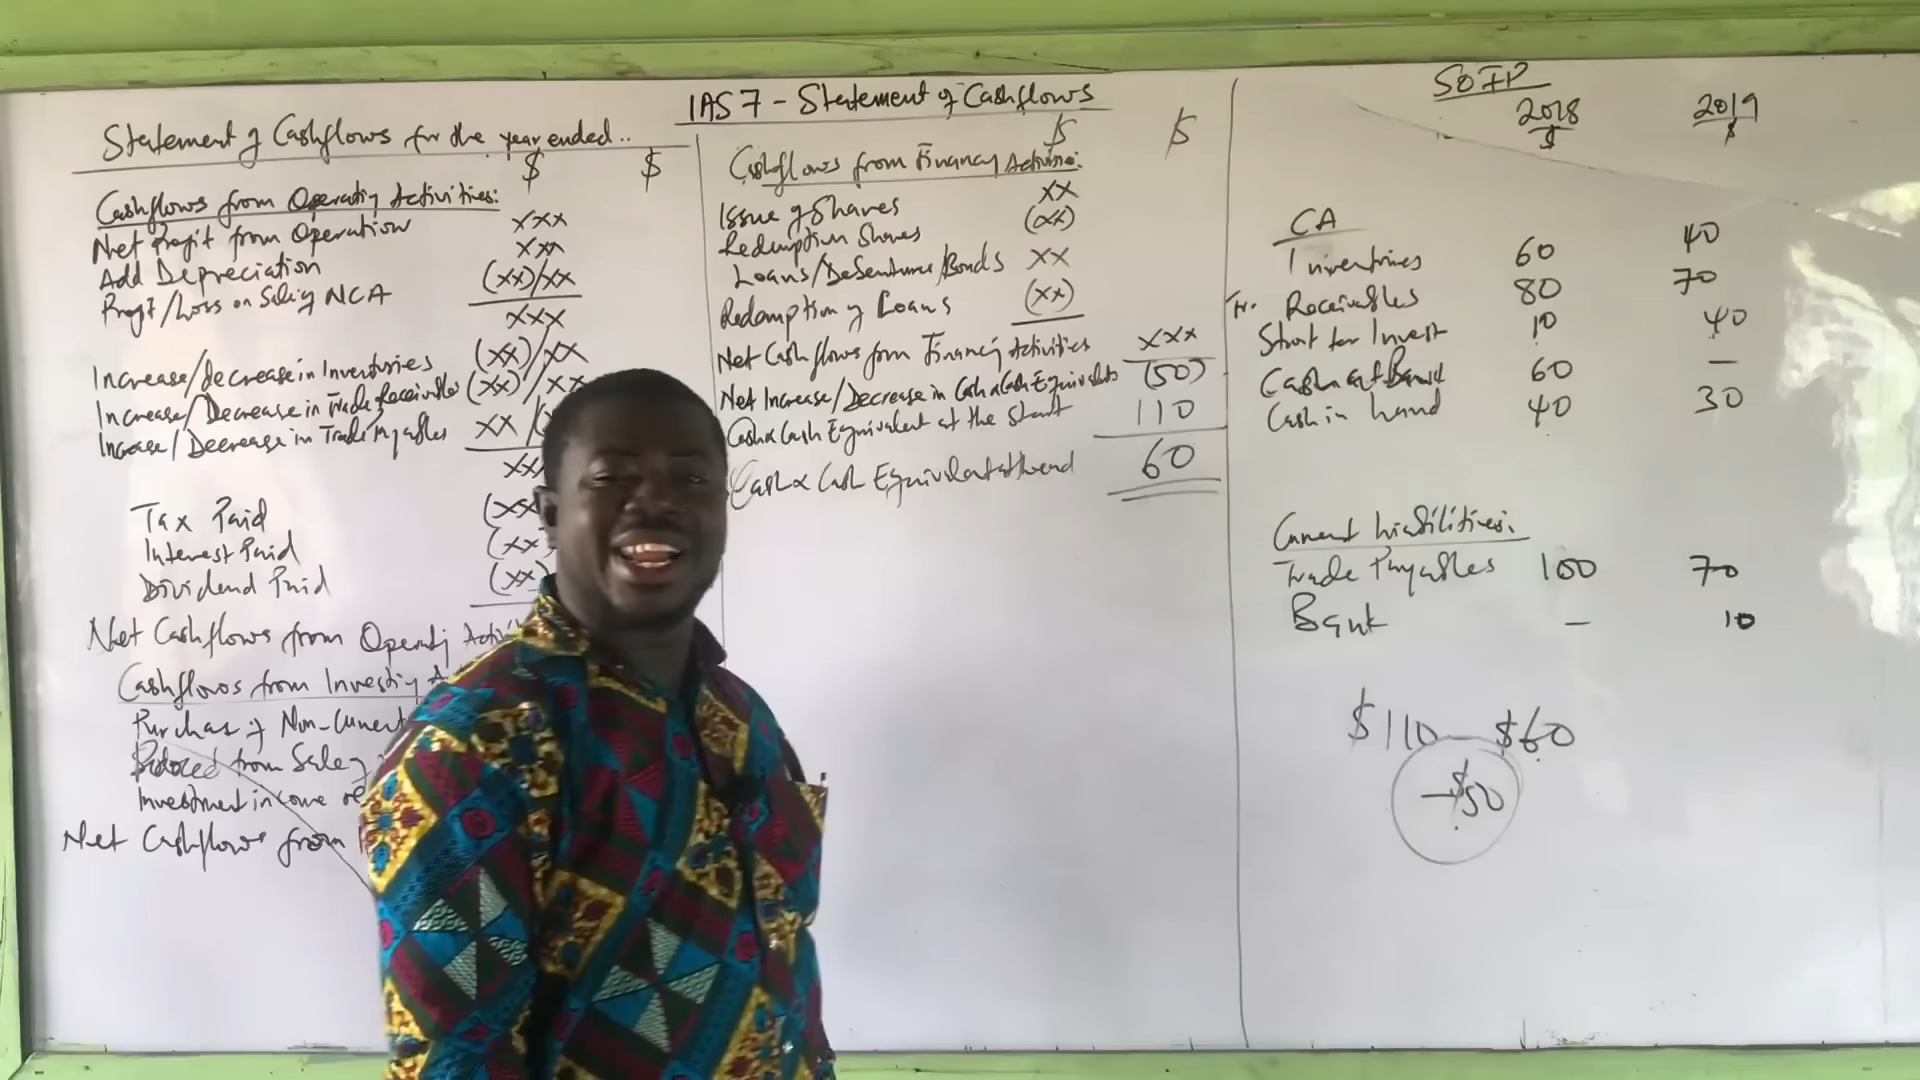 IAS 7 - Statement of Cashflows
Statement of Cashflows for the year ended..
$ $
Cashflows from Operating Activities:
Net Profit from Operation xxx
Add Depreciation xxx
Profit/Loss on Selling NCA (xx)/xx
xxx
Increase/decrease in Inventories (xx)/xx
Increase/Decrease in Trade Receivables (xx)/xx
Increase/Decrease in Trade Payables xx/(
xx
Tax Paid (xx
Interest Paid (xx)
Dividend Paid (xx)
Net Cashflows from Operating Activi
Cashflows from Investing A
Purchase of Non-Current
from Sale of
Investment income re
Net Cashflows from
$ $
Cashflows from Financing Activities:
Issue of Shares xx
Redemption Shares (xx)
Loans/Debenture/Bonds xx
Redemption of Loans (xx)
Net Cashflows from Financing Activities xxx
Net Increase/Decrease in Cash & Cash Equivalents (50)
Cash & Cash Equivalent at the start 110
Cash & Cash Equivalent at the end 60
SOFP
2018 2019
$ $
CA
Inventories 60 40
Tr. Receivables 80 70
Short ter Invest 10 40
Cash at Bank 60 —
Cash in hand 40 30
Current Liabilities:
Trade Payables 100 70
Bank — 10
$110 - $60
-$50